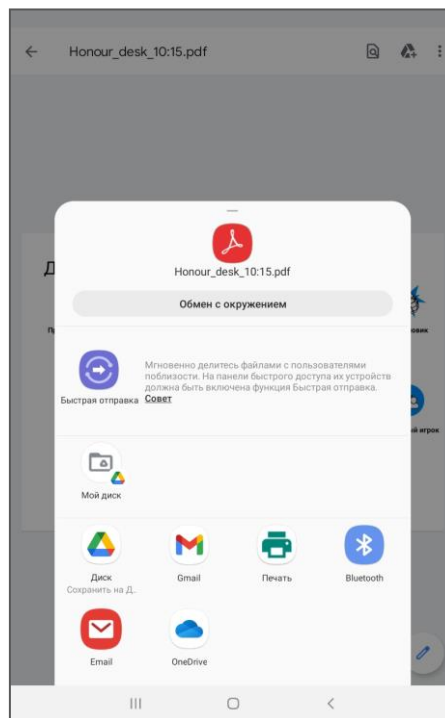 Honour_desk_10:15.pdf
Honour_desk_10:15.pdf
Обмен с окружением
Мгновенно делитесь файлами с пользователями
поблизости. На панели быстрого доступа их устройств
должна быть включена функция Быстрая отправка.
Совет
Быстрая отправка
Мой диск
Диск
Сохранить на Д..
Gmail
Печать
Bluetooth
Email
OneDrive